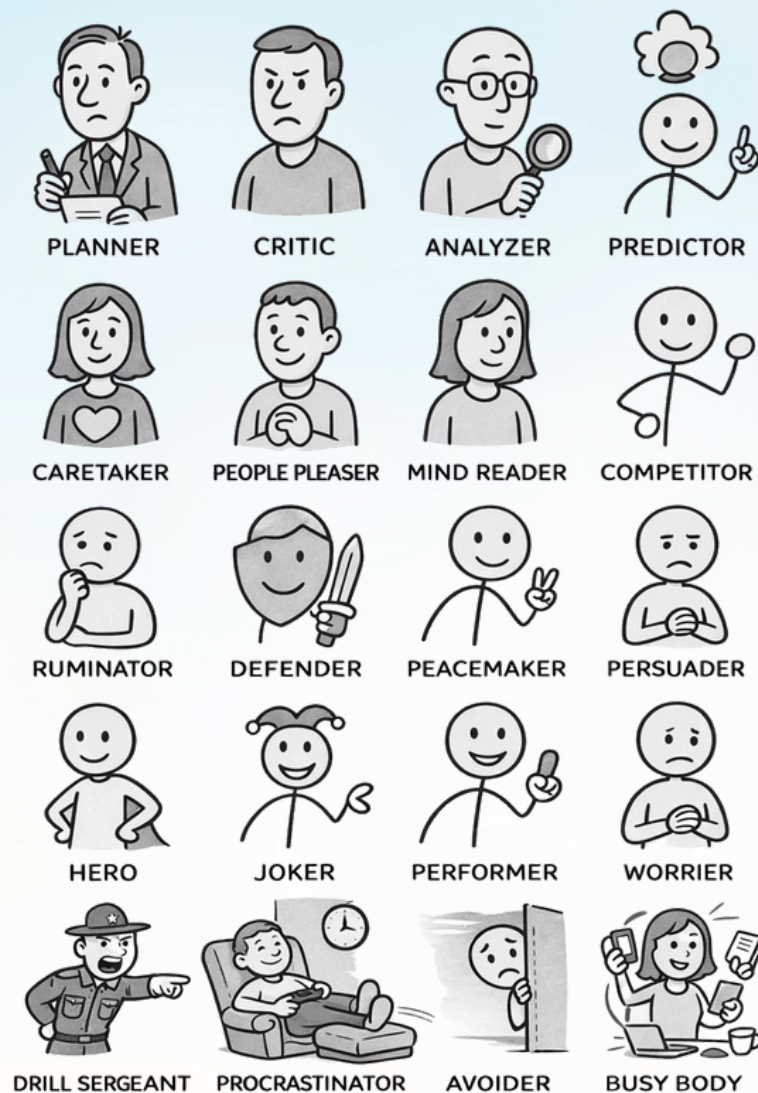 PLANNER
CRITIC
ANALYZER
PREDICTOR
CARETAKER
PEOPLE PLEASER
MIND READER
COMPETITOR
RUMINATOR
DEFENDER
PEACEMAKER
PERSUADER
HERO
JOKER
PERFORMER
WORRIER
DRILL SERGEANT
PROCRASTINATOR
AVOIDER
BUSY BODY